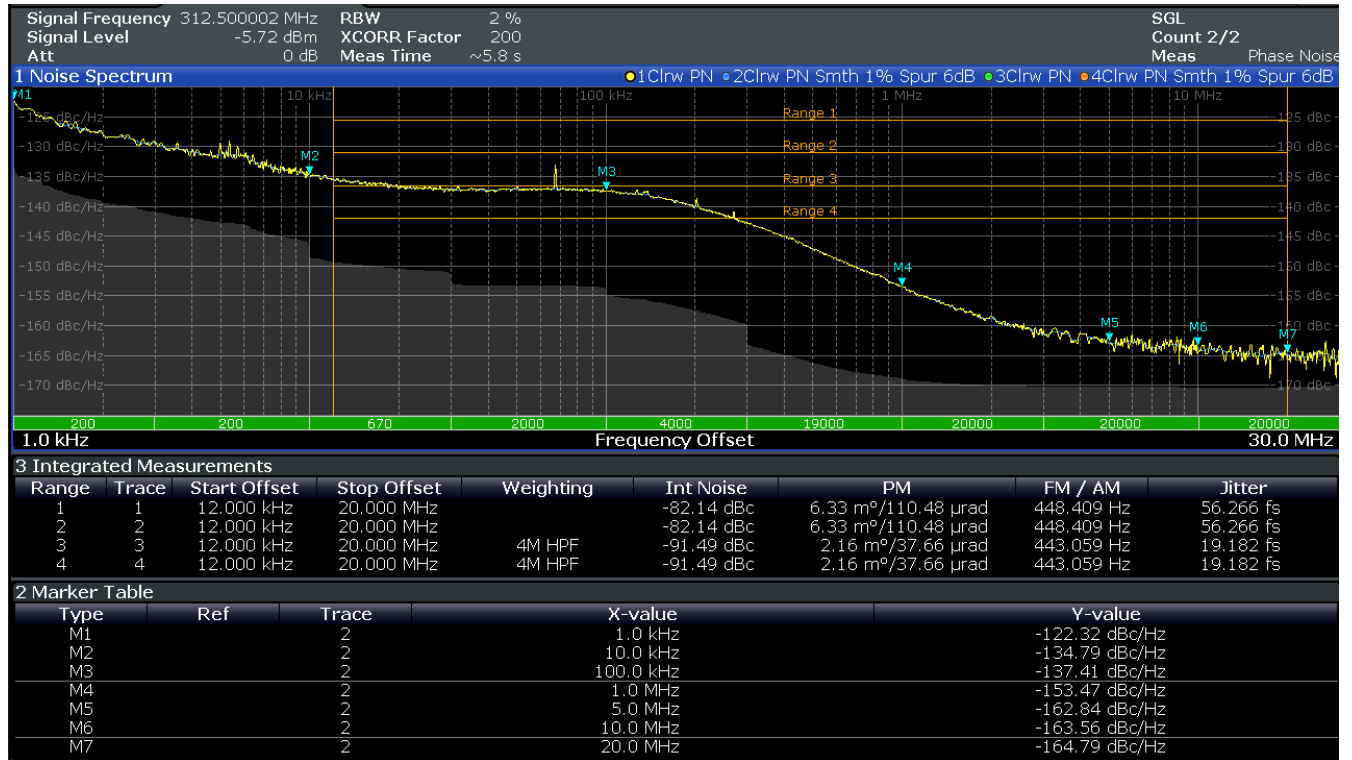 Signal Frequency 312.500002 MHz RBW 2 % SGL
Signal Level -5.72 dBm XCORR Factor 200 Count 2/2
Att 0 dB Meas Time ~5.8 s Meas Phase Noise
1 Noise Spectrum 1Clrw PN 2Clrw PN Smth 1% Spur 6dB 3Clrw PN 4Clrw PN Smth 1% Spur 6dB
M1 10 kHz 100 kHz 1 MHz 10 MHz
Range 1
-125 dBc/Hz -125 dBc
Range 2
-130 dBc/Hz -130 dBc
M2
M3
-135 dBc/Hz Range 3 -135 dBc
-140 dBc/Hz Range 4 -140 dBc
-145 dBc/Hz -145 dBc
-150 dBc/Hz M4 -150 dBc
-155 dBc/Hz -155 dBc
-160 dBc/Hz M5 M6 dBc
M7
-165 dBc/Hz
-170 dBc/Hz -170 dBc
200 200 670 2000 4000 19000 20000 20000 20000
1.0 kHz Frequency Offset 30.0 MHz
3 Integrated Measurements
Range Trace Start Offset Stop Offset Weighting Int Noise PM FM / AM Jitter
1 1 12.000 kHz 20.000 MHz -82.14 dBc 6.33 m°/110.48 µrad 448.409 Hz 56.266 fs
2 2 12.000 kHz 20.000 MHz -82.14 dBc 6.33 m°/110.48 µrad 448.409 Hz 56.266 fs
3 3 12.000 kHz 20.000 MHz 4M HPF -91.49 dBc 2.16 m°/37.66 µrad 443.059 Hz 19.182 fs
4 4 12.000 kHz 20.000 MHz 4M HPF -91.49 dBc 2.16 m°/37.66 µrad 443.059 Hz 19.182 fs
2 Marker Table
Type Ref Trace X-value Y-value
M1 2 1.0 kHz -122.32 dBc/Hz
M2 2 10.0 kHz -134.79 dBc/Hz
M3 2 100.0 kHz -137.41 dBc/Hz
M4 2 1.0 MHz -153.47 dBc/Hz
M5 2 5.0 MHz -162.84 dBc/Hz
M6 2 10.0 MHz -163.56 dBc/Hz
M7 2 20.0 MHz -164.79 dBc/Hz